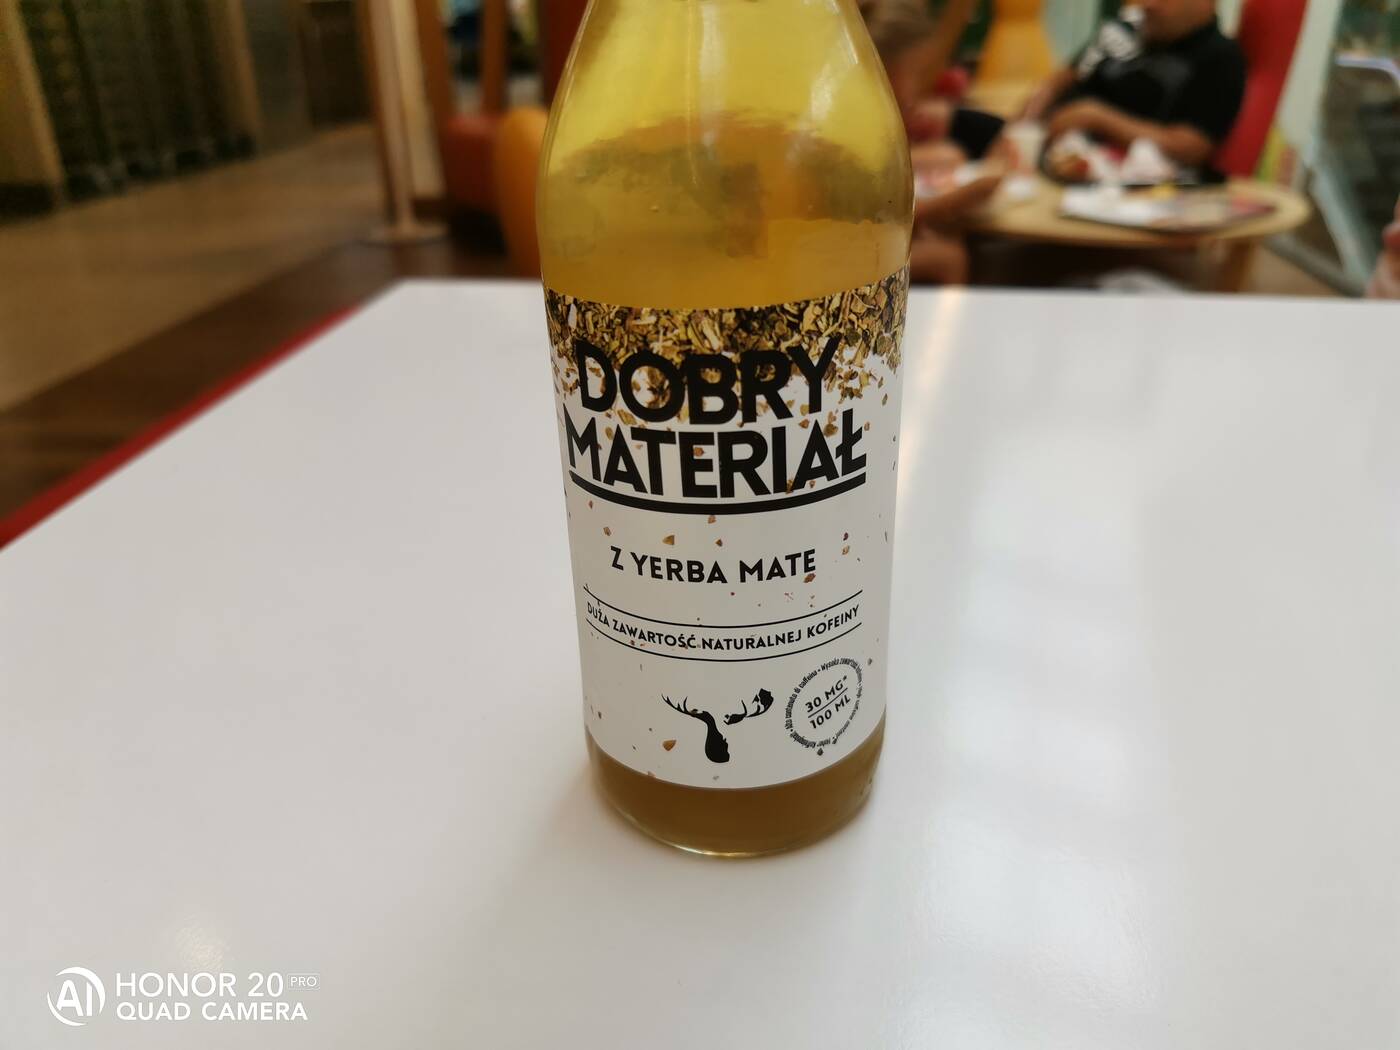 DOBRY
MATERIAŁ
Z YERBA MATE
DUŻA ZAWARTOŚĆ NATURALNEJ KOFEINY
30 MG*
100 ML
HONOR 20 PRO
QUAD CAMERA